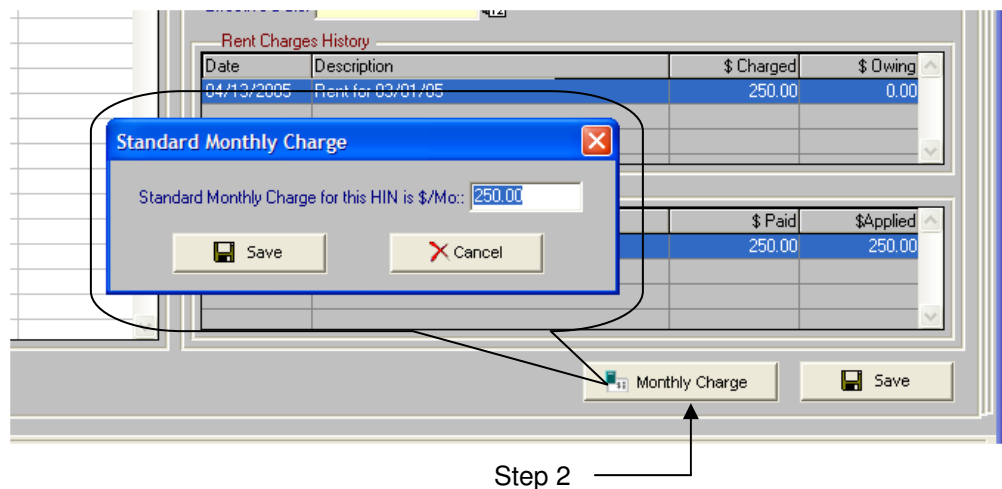 Rent Charges History
Date Description $ Charged $ Owing
04/13/2005 Rent for 03/01/05 250.00 0.00
Standard Monthly Charge
Standard Monthly Charge for this HIN is $/Mo:: 250.00
Save Cancel
$ Paid $Applied
250.00 250.00
Monthly Charge Save
Step 2